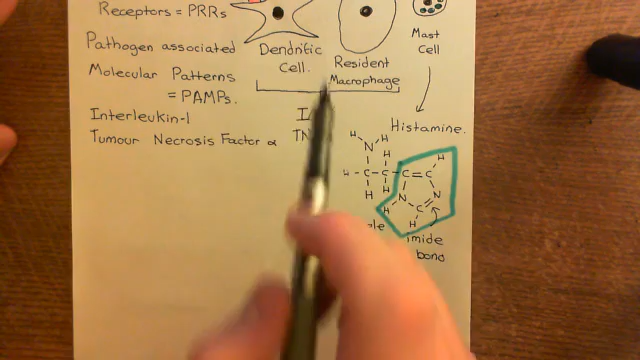 Receptors = PRRs
Pathogen associated
Molecular Patterns
= PAMPs.
Interleukin-1
Tumour Necrosis Factor α
Dendritic
Cell.
Resident
Macrophage
Mast
Cell
Histamine.
H H
N H
H - C - C - C = C H
H H N N
H C
H
imide
bond